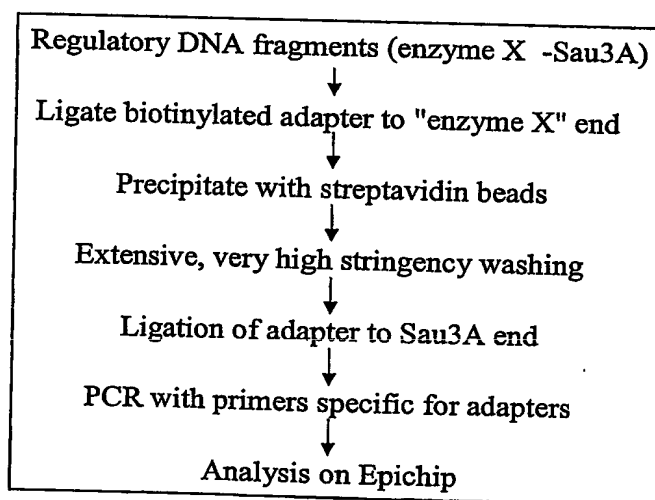 Regulatory DNA fragments (enzyme X -Sau3A)
Ligate biotinylated adapter to "enzyme X" end
Precipitate with streptavidin beads
Extensive, very high stringency washing
Ligation of adapter to Sau3A end
PCR with primers specific for adapters
Analysis on Epichip